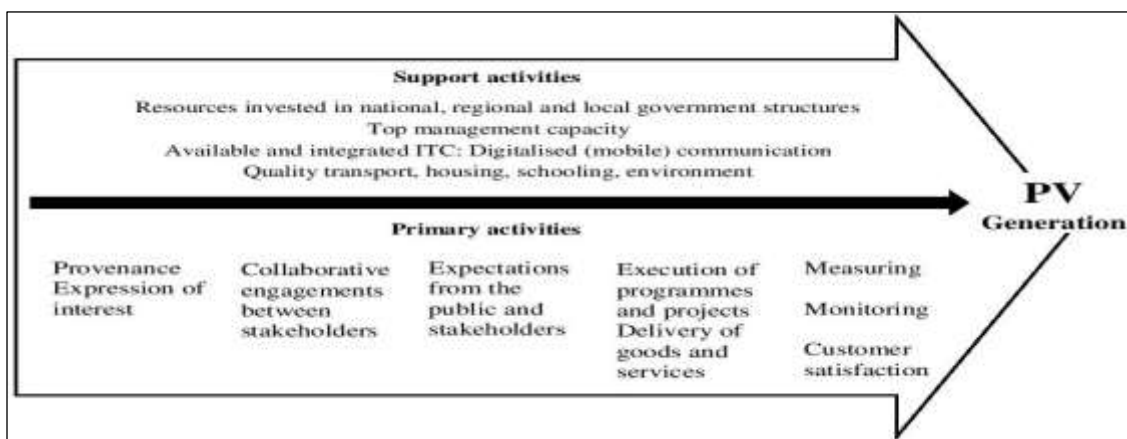 Support activities
Resources invested in national, regional and local government structures
Top management capacity
Available and integrated ITC: Digitalised (mobile) communication
Quality transport, housing, schooling, environment
PV
Generation
Primary activities
Provenance
Expression of
interest
Collaborative
engagements
between
stakeholders
Expectations
from the
public and
stakeholders
Execution of
programmes
and projects
Delivery of
goods and
services
Measuring
Monitoring
Customer
satisfaction